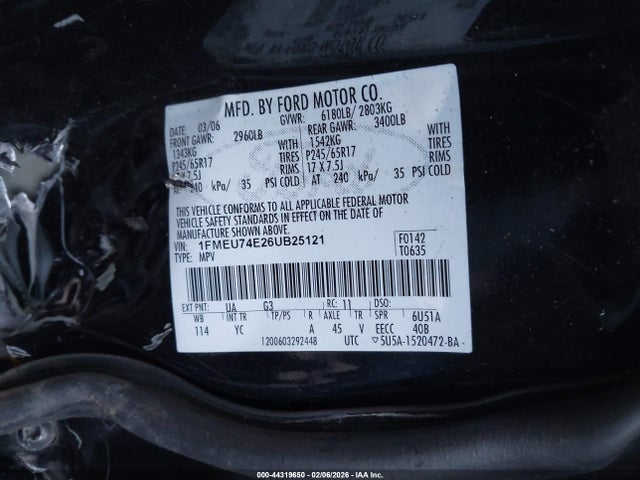 MFD. BY FORD MOTOR CO.
DATE: 03/06 GVWR: 6180LB/ 2803KG
FRONT GAWR: 2960LB REAR GAWR: 3400LB
1343KG WITH 1542KG WITH
P245/65R17 TIRES P245/65R17 TIRES
17 X 7.5J RIMS 17 X 7.5J RIMS
AT 240 kPa/ 35 PSI COLD AT 240 kPa/ 35 PSI COLD
THIS VEHICLE CONFORMS TO ALL APPLICABLE FEDERAL MOTOR
VEHICLE SAFETY STANDARDS IN EFFECT ON THE DATE OF
MANUFACTURE SHOWN ABOVE.
VIN: 1FMEU74E26UB25121 F0142
TYPE: MPV T0635
EXT PNT: UA G3 RC: 11 DSO:
WB INT TR TP/PS R AXLE TR SPR 6U51A
114 YC A 45 V EECC 40B
1200603292448 UTC ▽5U5A-1520472-BA
000-44319650 - 02/06/2026 - IAA Inc.